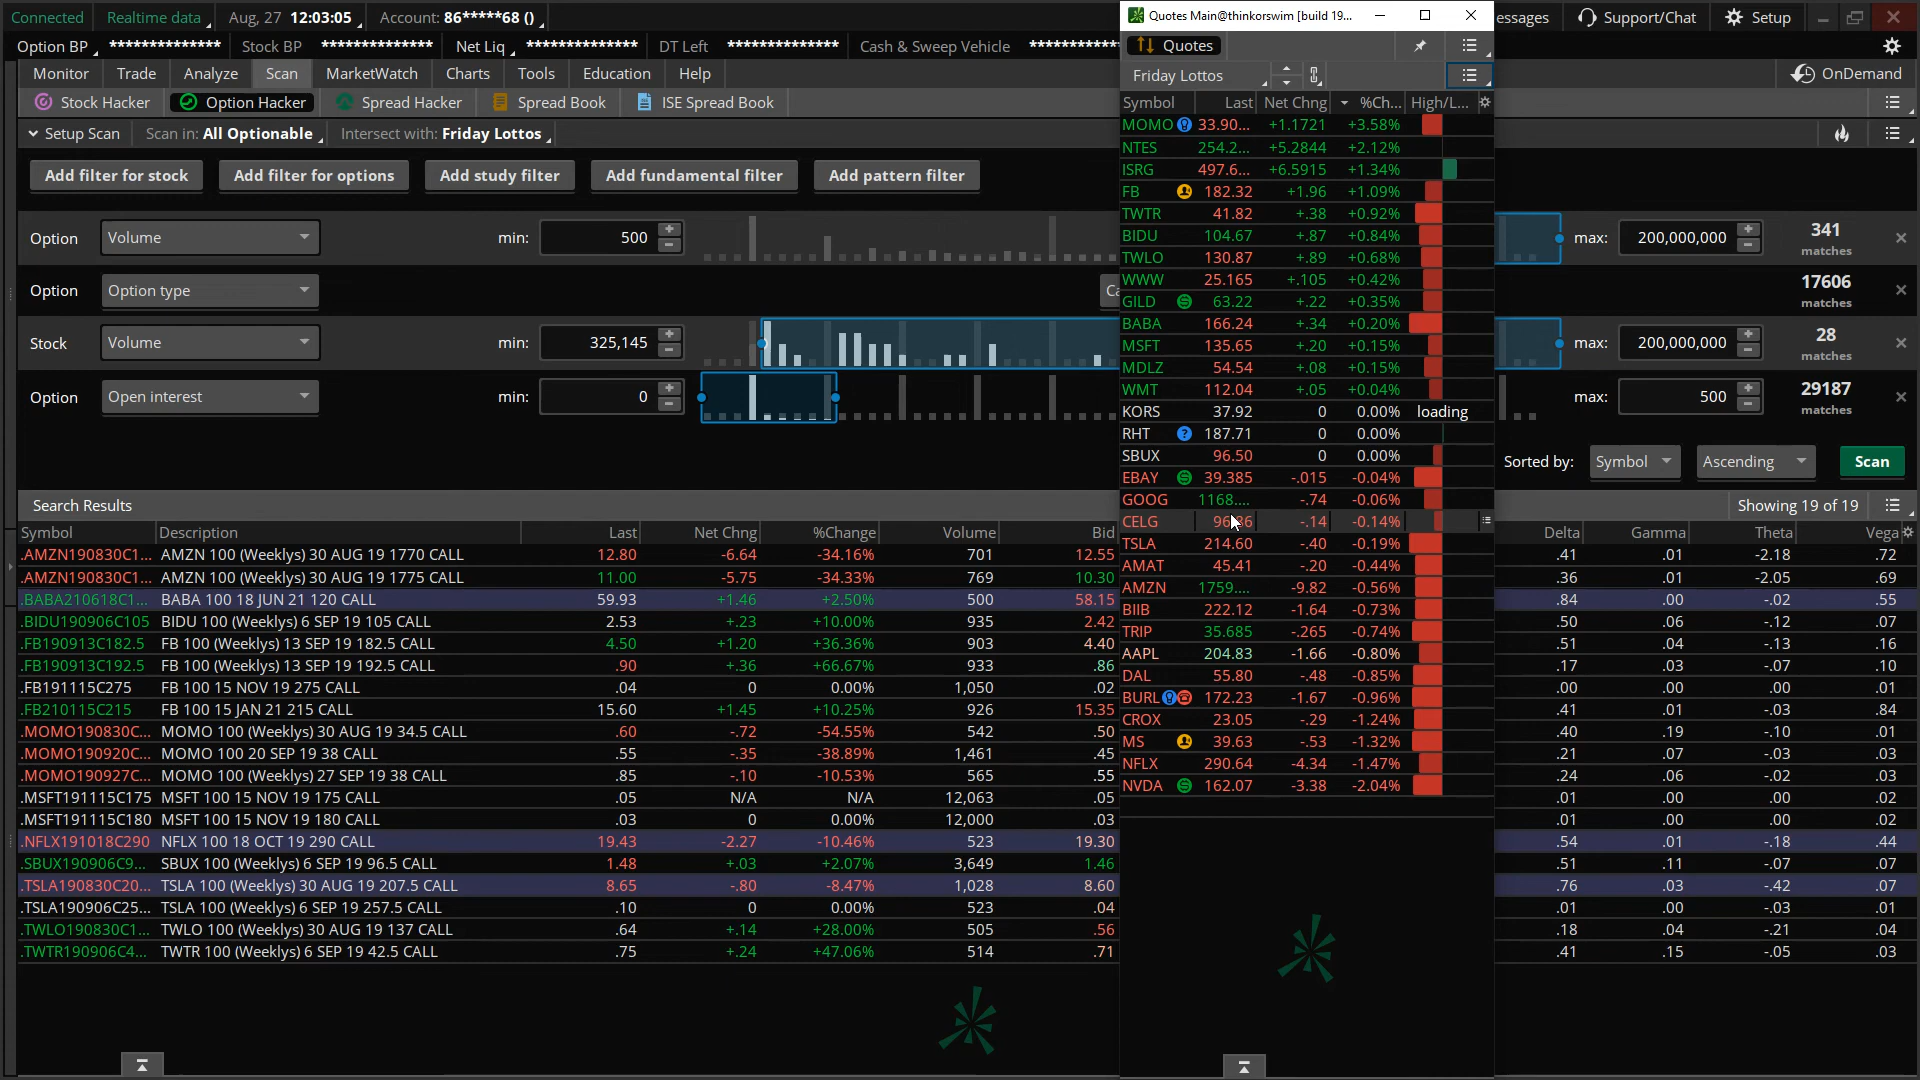 Connected Realtime data Aug, 27 12:03:05 Account: 86*****68 () essages Support/Chat Setup
Option BP ************** Stock BP ************** Net Liq ************** DT Left ************** Cash & Sweep Vehicle
Monitor Trade Analyze Scan MarketWatch Charts Tools Education Help OnDemand
Stock Hacker Option Hacker Spread Hacker Spread Book ISE Spread Book
Setup Scan Scan in: All Optionable Intersect with: Friday Lottos
Add filter for stock Add filter for options Add study filter Add fundamental filter Add pattern filter
Option Volume min: 500 max: 200,000,000 341 matches
Option Option type Ca 17606 matches
Stock Volume min: 325,145 max: 200,000,000 28 matches
Option Open interest min: 0 max: 500 29187 matches
Sorted by: Symbol Ascending Scan
Search Results Showing 19 of 19
Symbol Description Last Net Chng %Change Volume Bid Delta Gamma Theta Vega
.AMZN190830C1... AMZN 100 (Weeklys) 30 AUG 19 1770 CALL 12.80 -6.64 -34.16% 701 12.55 .41 .01 -2.18 .72
.AMZN190830C1... AMZN 100 (Weeklys) 30 AUG 19 1775 CALL 11.00 -5.75 -34.33% 769 10.30 .36 .01 -2.05 .69
.BABA210618C1... BABA 100 18 JUN 21 120 CALL 59.93 +1.46 +2.50% 500 58.15 .84 .00 -.02 .55
.BIDU190906C105 BIDU 100 (Weeklys) 6 SEP 19 105 CALL 2.53 +.23 +10.00% 935 2.42 .50 .06 -.12 .07
.FB190913C182.5 FB 100 (Weeklys) 13 SEP 19 182.5 CALL 4.50 +1.20 +36.36% 903 4.40 .51 .04 -.13 .16
.FB190913C192.5 FB 100 (Weeklys) 13 SEP 19 192.5 CALL .90 +.36 +66.67% 933 .86 .17 .03 -.07 .10
.FB191115C275 FB 100 15 NOV 19 275 CALL .04 0 0.00% 1,050 .02 .00 .00 .00 .01
.FB210115C215 FB 100 15 JAN 21 215 CALL 15.60 +1.45 +10.25% 926 15.35 .41 .01 -.03 .84
.MOMO190830C... MOMO 100 (Weeklys) 30 AUG 19 34.5 CALL .60 -.72 -54.55% 542 .50 .40 .19 -.10 .01
.MOMO190920C... MOMO 100 20 SEP 19 38 CALL .55 -.35 -38.89% 1,461 .45 .21 .07 -.03 .03
.MOMO190927C... MOMO 100 (Weeklys) 27 SEP 19 38 CALL .85 -.10 -10.53% 565 .55 .24 .06 -.02 .03
.MSFT191115C175 MSFT 100 15 NOV 19 175 CALL .05 N/A N/A 12,063 .05 .01 .00 .00 .02
.MSFT191115C180 MSFT 100 15 NOV 19 180 CALL .03 0 0.00% 12,000 .03 .01 .00 .00 .02
.NFLX191018C290 NFLX 100 18 OCT 19 290 CALL 19.43 -2.27 -10.46% 523 19.30 .54 .01 -.18 .44
.SBUX190906C9... SBUX 100 (Weeklys) 6 SEP 19 96.5 CALL 1.48 +.03 +2.07% 3,649 1.46 .51 .11 -.07 .07
.TSLA190830C20... TSLA 100 (Weeklys) 30 AUG 19 207.5 CALL 8.65 -.80 -8.47% 1,028 8.60 .76 .03 -.42 .07
.TSLA190906C25... TSLA 100 (Weeklys) 6 SEP 19 257.5 CALL .10 0 0.00% 523 .04 .01 .00 -.03 .01
.TWLO190830C1... TWLO 100 (Weeklys) 30 AUG 19 137 CALL .64 +.14 +28.00% 505 .56 .18 .04 -.21 .04
.TWTR190906C4... TWTR 100 (Weeklys) 6 SEP 19 42.5 CALL .75 +.24 +47.06% 514 .71 .41 .15 -.05 .03
Quotes Main@thinkorswim [build 19...
Quotes
Friday Lottos
Symbol Last Net Chng %Ch... High/L...
MOMO 33.90... +1.1721 +3.58%
NTES 254.2... +5.2844 +2.12%
ISRG 497.6... +6.5915 +1.34%
FB 182.32 +1.96 +1.09%
TWTR 41.82 +.38 +0.92%
BIDU 104.67 +.87 +0.84%
TWLO 130.87 +.89 +0.68%
WWW 25.165 +.105 +0.42%
GILD 63.22 +.22 +0.35%
BABA 166.24 +.34 +0.20%
MSFT 135.65 +.20 +0.15%
MDLZ 54.54 +.08 +0.15%
WMT 112.04 +.05 +0.04%
KORS 37.92 0 0.00% loading
RHT 187.71 0 0.00%
SBUX 96.50 0 0.00%
EBAY 39.385 -.015 -0.04%
GOOG 1168.... -.74 -0.06%
CELG -.14 -0.14%
TSLA 214.60 -.40 -0.19%
AMAT 45.41 -.20 -0.44%
AMZN 1759.... -9.82 -0.56%
BIIB 222.12 -1.64 -0.73%
TRIP 35.685 -.265 -0.74%
AAPL 204.83 -1.66 -0.80%
DAL 55.80 -.48 -0.85%
BURL 172.23 -1.67 -0.96%
CROX 23.05 -.29 -1.24%
MS 39.63 -.53 -1.32%
NFLX 290.64 -4.34 -1.47%
NVDA 162.07 -3.38 -2.04%